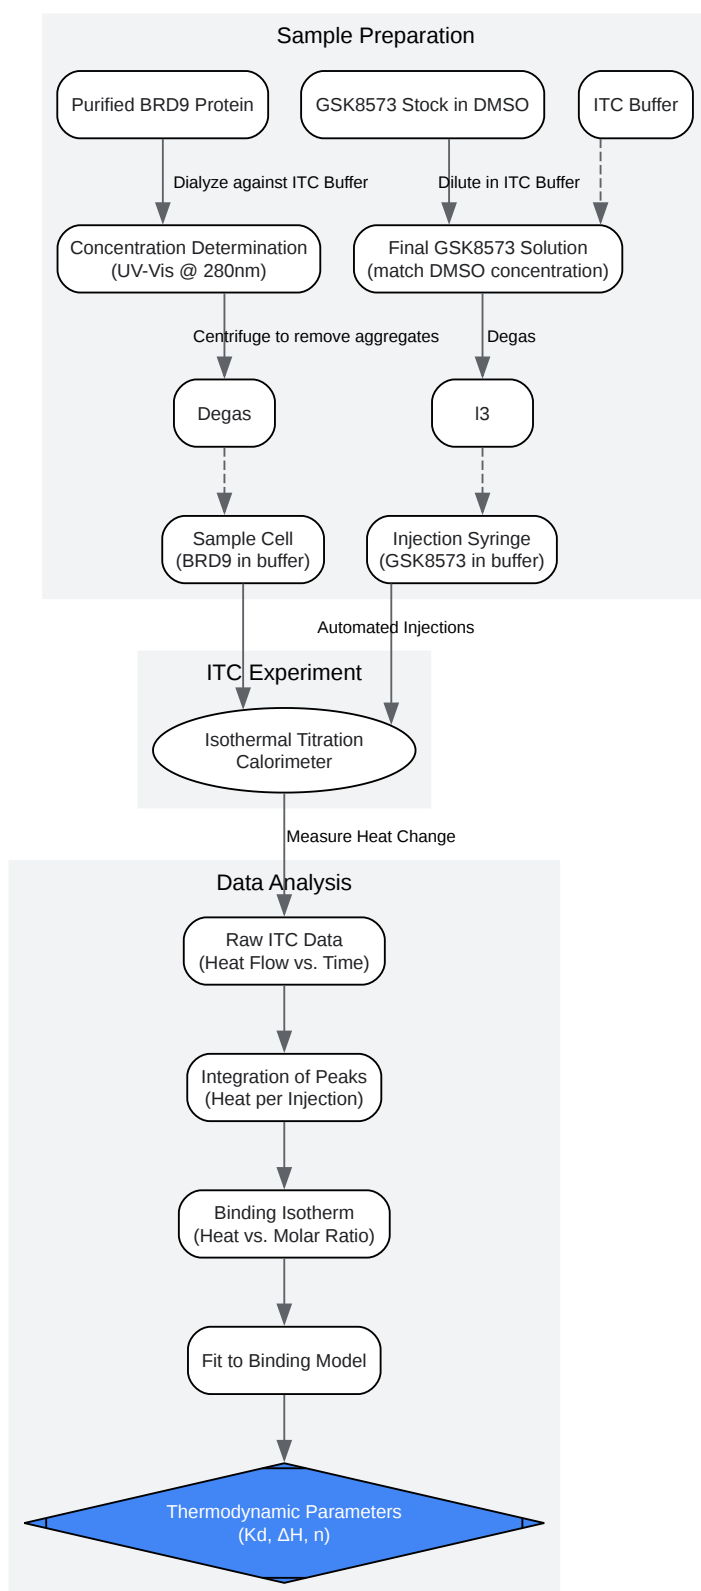 Sample Preparation
Purified BRD9 Protein
GSK8573 Stock in DMSO
ITC Buffer
Dialyze against ITC Buffer
Dilute in ITC Buffer
Concentration Determination
(UV-Vis @ 280nm)
Final GSK8573 Solution
(match DMSO concentration)
Centrifuge to remove aggregates
Degas
Degas
l3
Sample Cell
(BRD9 in buffer)
Injection Syringe
(GSK8573 in buffer)
Automated Injections
ITC Experiment
Isothermal Titration
Calorimeter
Measure Heat Change
Data Analysis
Raw ITC Data
(Heat Flow vs. Time)
Integration of Peaks
(Heat per Injection)
Binding Isotherm
(Heat vs. Molar Ratio)
Fit to Binding Model
Thermodynamic Parameters
(Kd, ΔH, n)